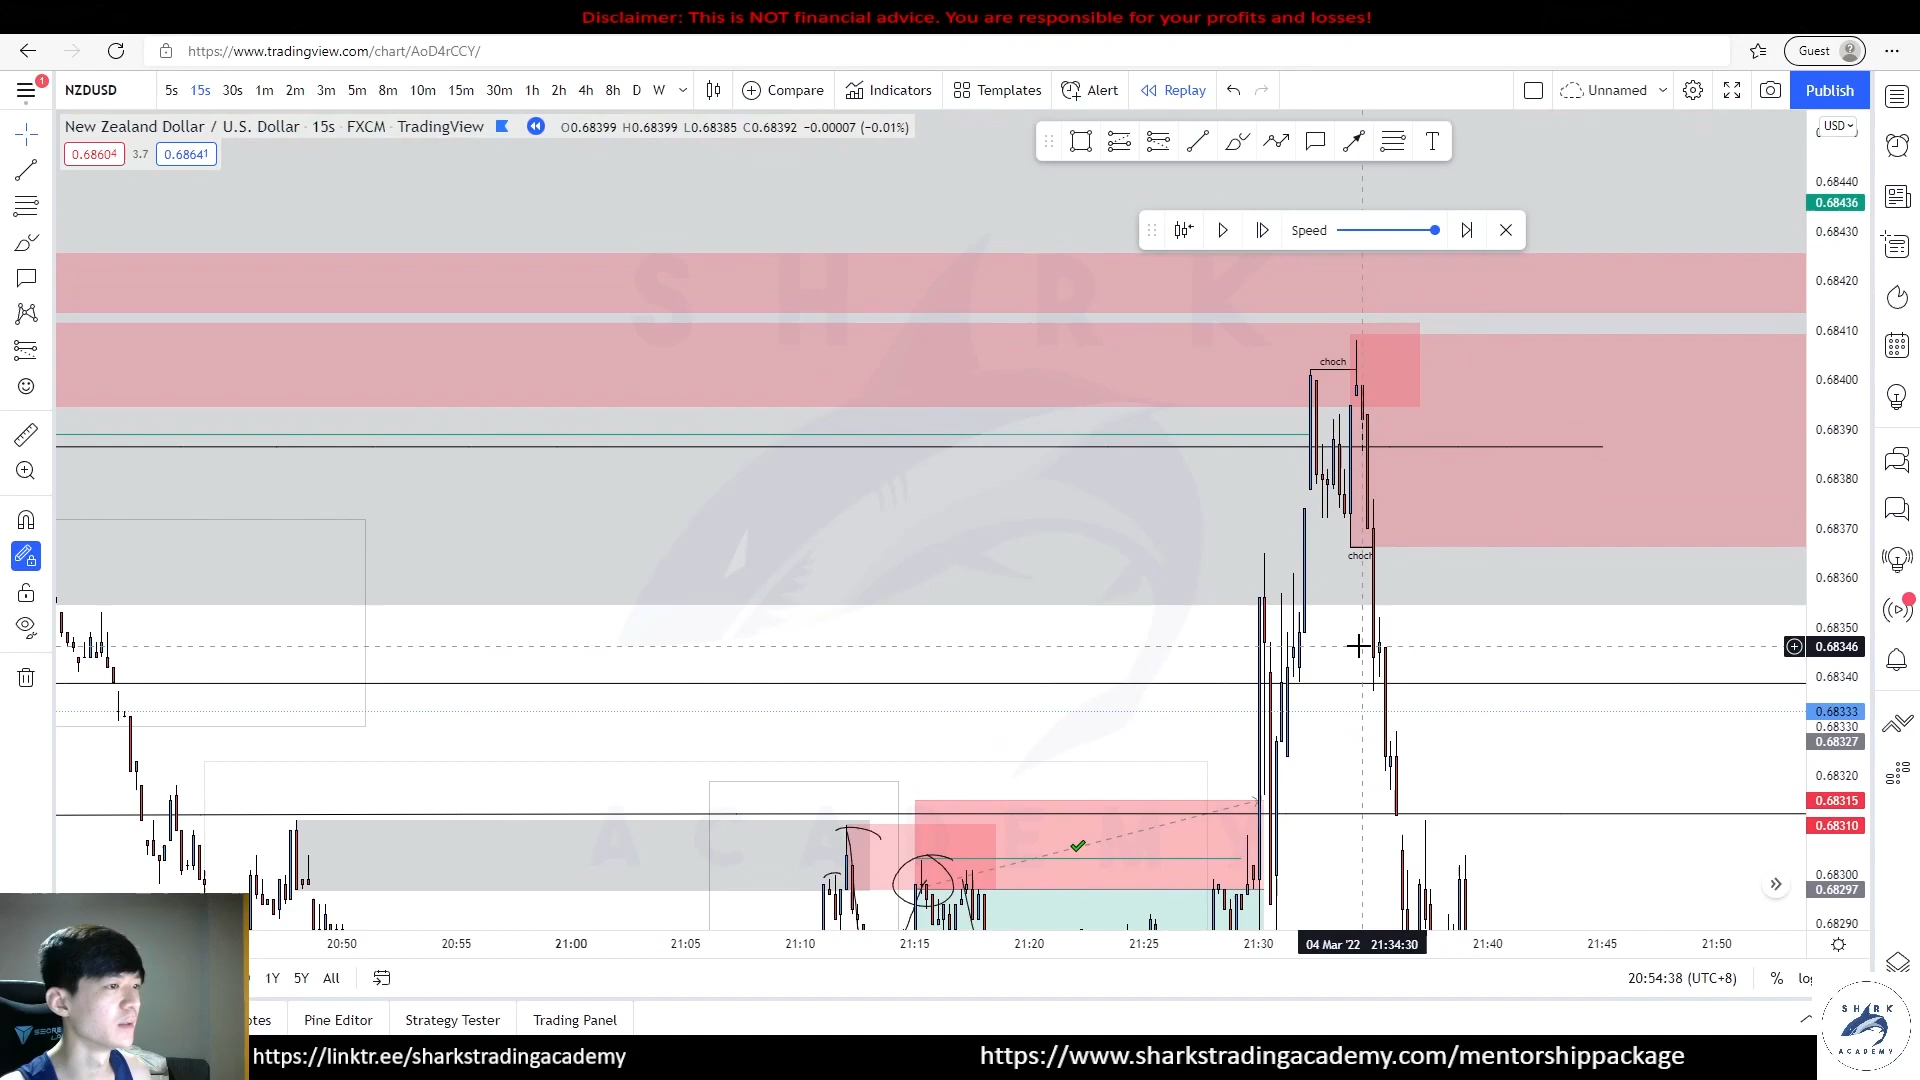 Disclaimer: This is NOT financial advice. You are responsible for your profits and losses!
https://www.tradingview.com/chart/AoD4rCCY/
Guest
1
NZDUSD 5s 15s 30s 1m 2m 3m 5m 8m 10m 15m 30m 1h 2h 4h 8h D W Compare Indicators Templates Alert Replay Unnamed Publish
New Zealand Dollar / U.S. Dollar · 15s · FXCM · TradingView O0.68399 H0.68399 L0.68385 C0.68392 −0.00007 (−0.01%)
USD
0.68604 3.7 0.68641
T
0.68440
0.68436
Speed
0.68430
SHARK
0.68420
0.68410
choch
0.68400
0.68390
0.68380
0.68370
choch
0.68360
0.68350
0.68346
0.68340
0.68333
0.68330
0.68327
0.68320
0.68315
0.68310
ACADEMY
0.68300
0.68297
0.68290
20:50 20:55 21:00 21:05 21:10 21:15 21:20 21:25 21:30 04 Mar '22 21:34:30 21:40 21:45 21:50
1Y 5Y All 20:54:38 (UTC+8) %
Pine Editor Strategy Tester Trading Panel
SHARK
ACADEMY
https://linktr.ee/sharkstradingacademy https://www.sharkstradingacademy.com/mentorshippackage